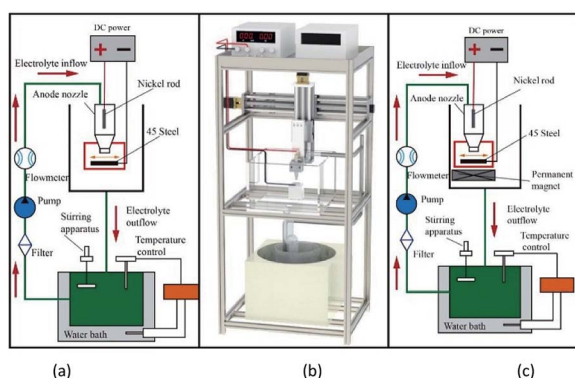 DC power
+ −
Electrolyte inflow
Nickel rod
Anode nozzle
45 Steel
Flowmeter
Pump
Stirring
apparatus
Electrolyte
outflow
Temperature
control
Filter
Water bath
(a)
(b)
DC power
+ −
Electrolyte inflow
Nickel rod
Anode nozzle
45 Steel
Flowmeter
Permanent
magnet
Pump
Stirring
apparatus
Electrolyte
outflow
Temperature
control
Filter
Water bath
(c)